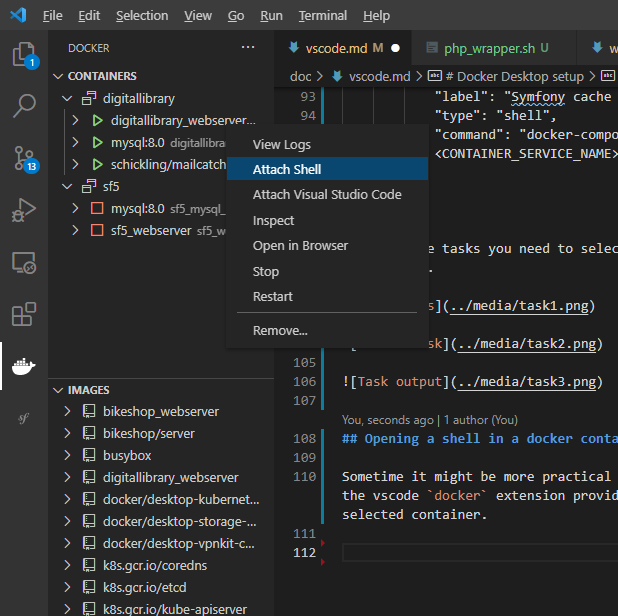 File Edit Selection View Go Run Terminal Help
DOCKER ···
vscode.md M ● php_wrapper.sh U w
doc > vscode.md > # Docker Desktop setup >
CONTAINERS
digitallibrary
digitallibrary_webserver...
mysql:8.0 digitallibra
schickling/mailcatch
sf5
mysql:8.0 sf5_mysql_
sf5_webserver sf5_w
View Logs
Attach Shell
Attach Visual Studio Code
Inspect
Open in Browser
Stop
Restart
Remove...
IMAGES
bikeshop_webserver
bikeshop/server
busybox
digitallibrary_webserver
docker/desktop-kubernet...
docker/desktop-storage-...
docker/desktop-vpnkit-c...
k8s.gcr.io/coredns
k8s.gcr.io/etcd
k8s.gcr.io/kube-apiserver
1
13
93 "label": "Symfony cache
94 "type": "shell",
"command": "docker-compo
<CONTAINER_SERVICE_NAME>
e tasks you need to selec
.
s](../media/task1.png)
sk](../media/task2.png)
105
106 ![Task output](../media/task3.png)
107
You, seconds ago | 1 author (You)
108 ## Opening a shell in a docker conta
109
110 Sometime it might be more practical
the vscode `docker` extension provid
selected container.
111
112